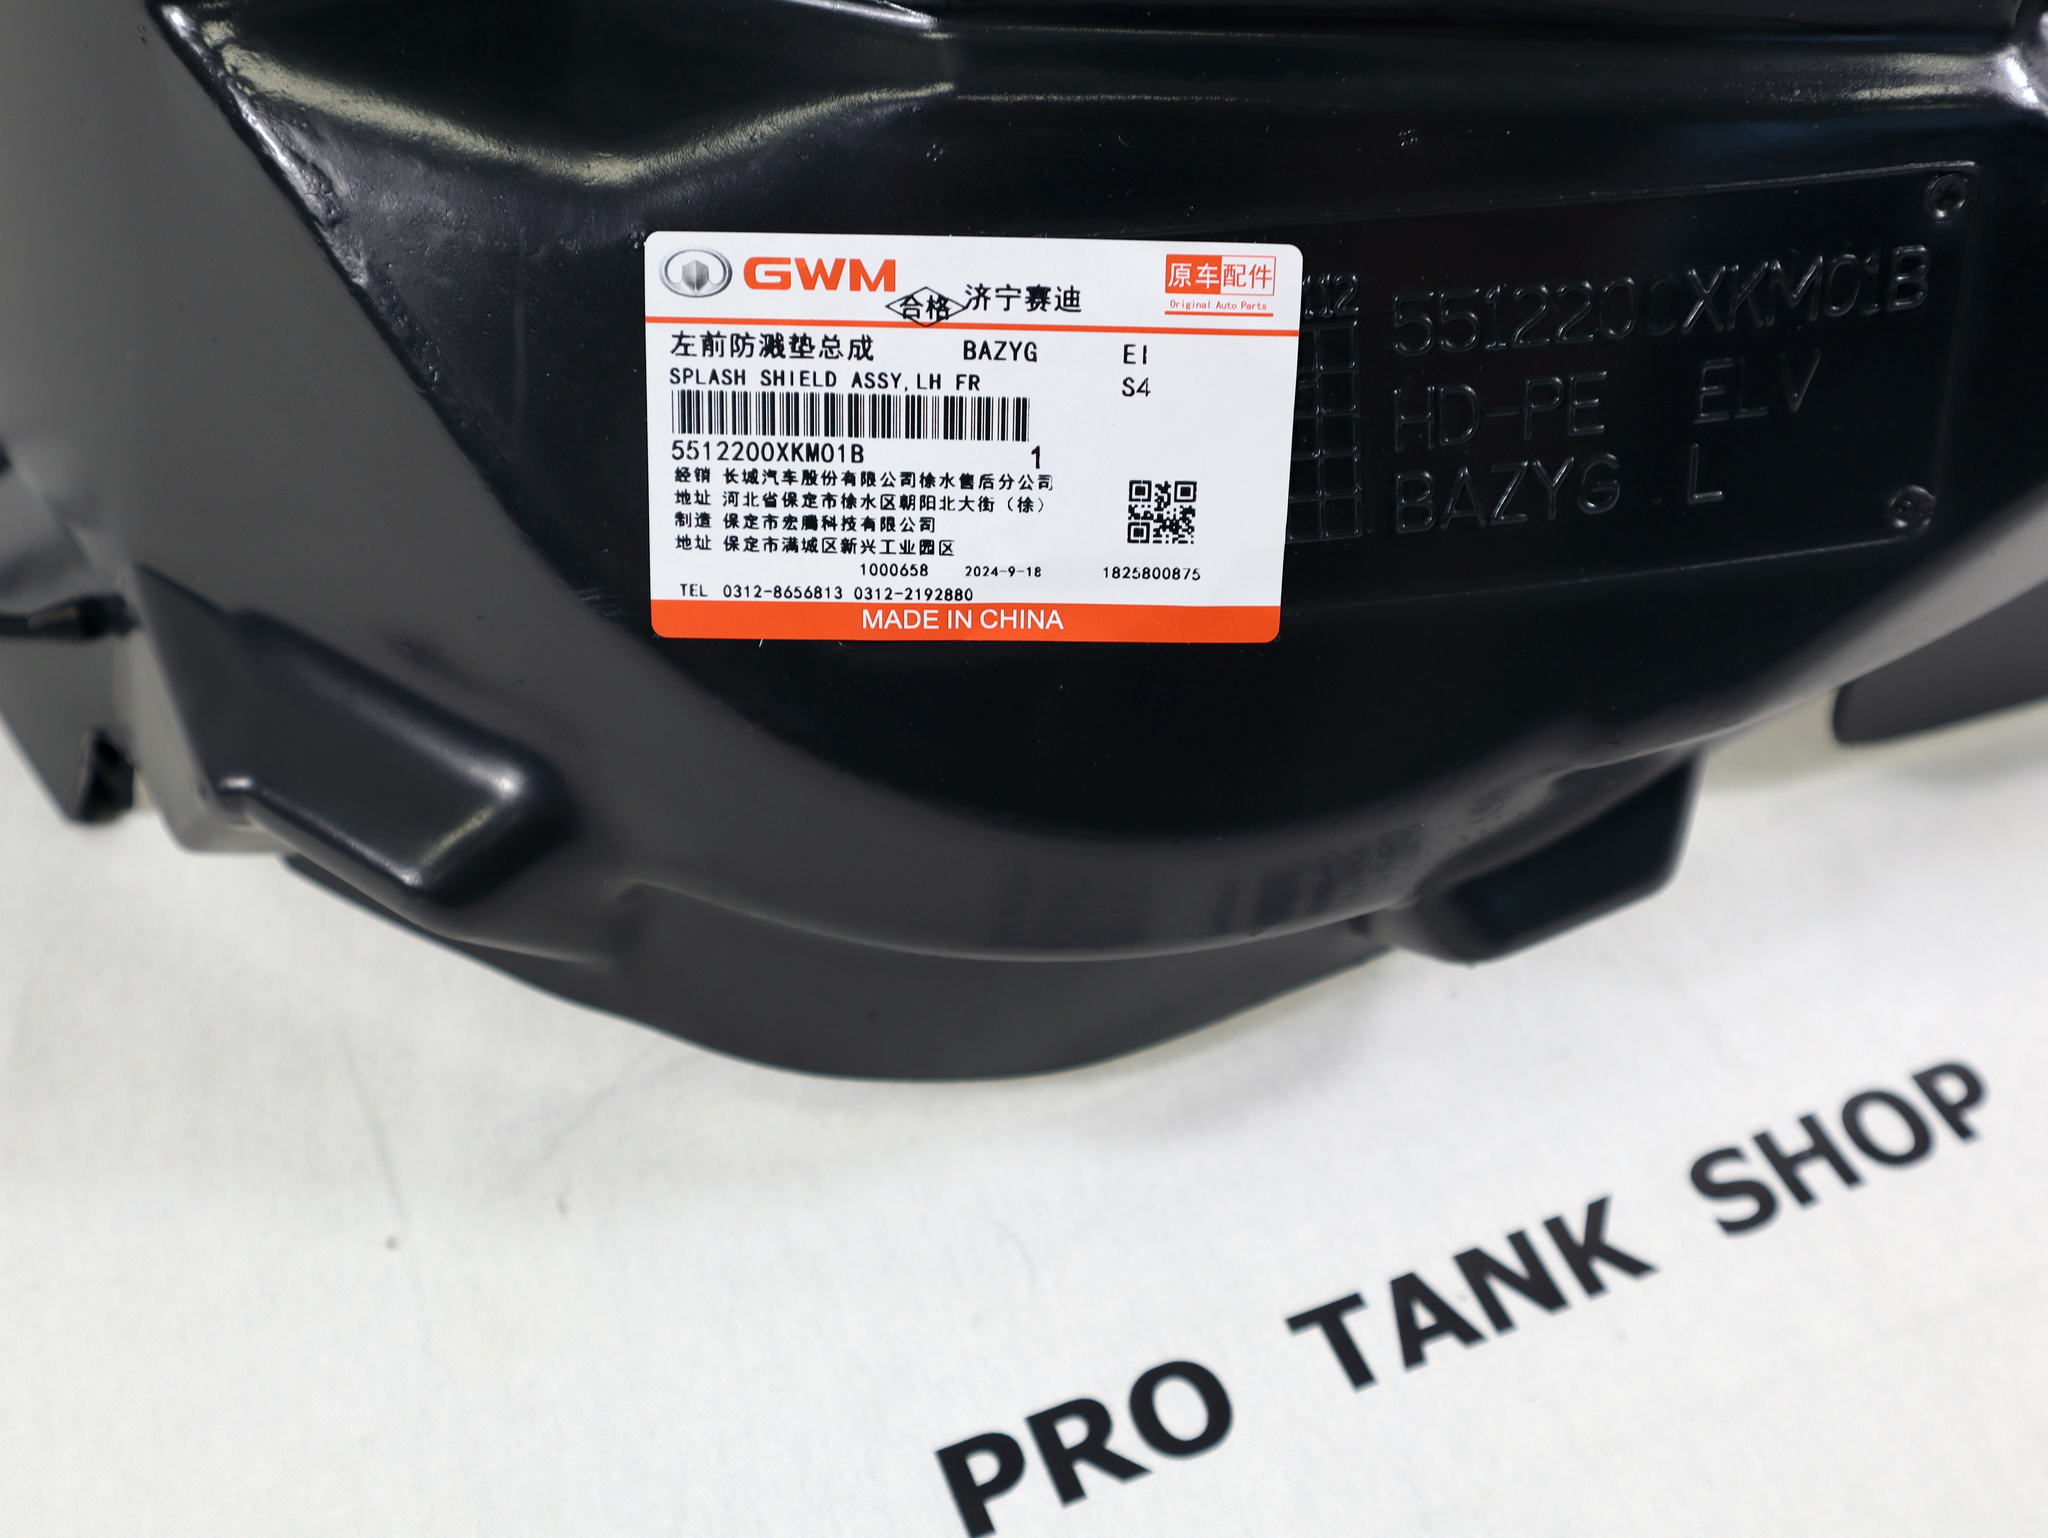 GWM
合格
济宁赛迪
原车配件
Original Auto Parts
左前防溅垫总成 BAZYG EI
SPLASH SHIELD ASSY,LH FR S4
5512200XKM01B 1
经销 长城汽车股份有限公司徐水售后分公司
地址 河北省保定市徐水区朝阳北大街（徐）
制造 保定市宏腾科技有限公司
地址 保定市满城区新兴工业园区
1000658 2024-9-18 1825800875
TEL 0312-8656813 0312-2192880
MADE IN CHINA
5512200XKM01B
HD-PE ELV
BAZYG L
PRO TANK SHOP